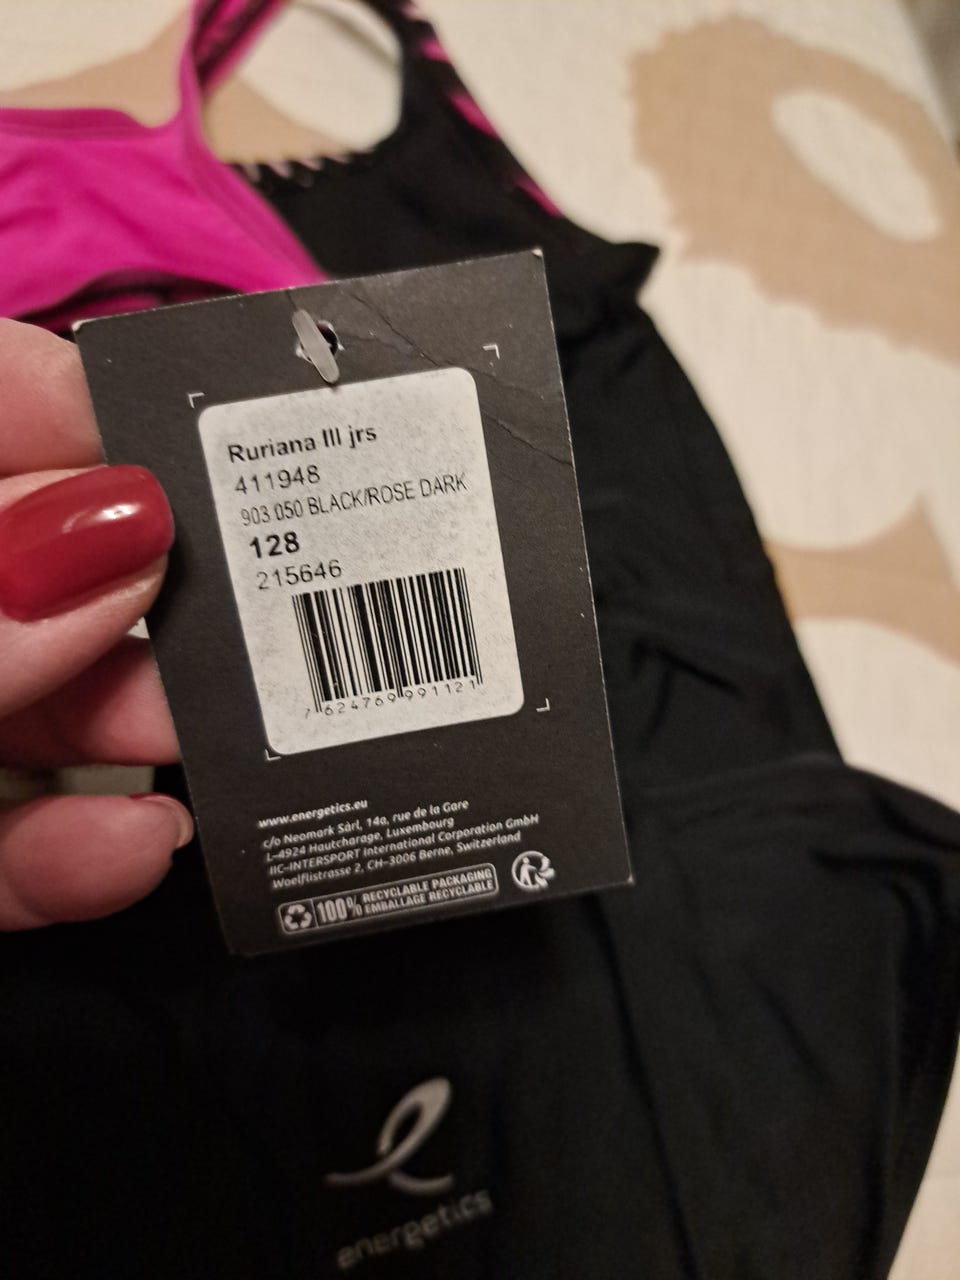 Ruriana III jrs
411948
903 050 BLACK/ROSE DARK
128
215646
7 624769 991121
www.energetics.eu
c/o Neomark Sàrl, 14a, rue de la Gare
L-4924 Hautcharage, Luxembourg
IIC-INTERSPORT International Corporation GmbH
Woelflistrasse 2, CH-3006 Berne, Switzerland
100% RECYCLABLE PACKAGING
EMBALLAGE RECYCLABLE
energetics